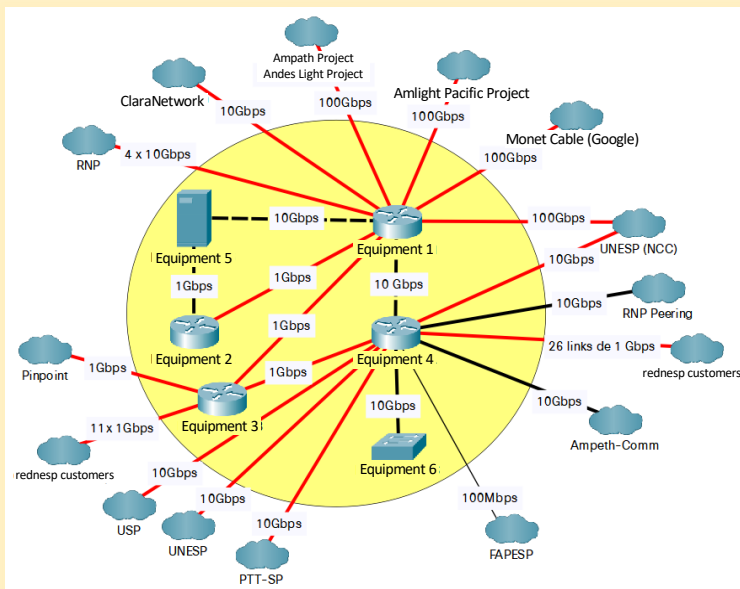 Ampath Project
Andes Light Project
ClaraNetwork
10Gbps
100Gbps
Amlight Pacific Project
100Gbps
Monet Cable (Google)
100Gbps
RNP
4 x 10Gbps
10Gbps
Equipment 1
100Gbps
UNESP (NCC)
Equipment 5
10Gbps
1Gbps
1Gbps
10 Gbps
10Gbps
RNP Peering
1Gbps
Equipment 2
Equipment 4
26 links de 1 Gbps
rednesp customers
Pinpoint
1Gbps
1Gbps
10Gbps
Equipment 3
10Gbps
Ampeth-Comm
11x 1Gbps
rednesp customers
Equipment 6
10Gbps
USP
10Gbps
UNESP
10Gbps
PTT-SP
100Mbps
FAPESP